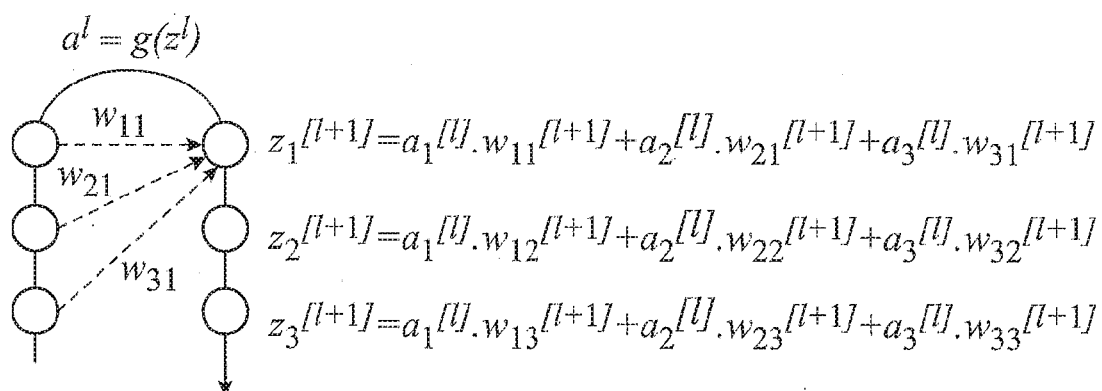 a^l = g(z^l)
w_11
z_1^[l+1]=a_1^[l].w_11^[l+1]+a_2^[l].w_21^[l+1]+a_3^[l].w_31^[l+1]
w_21
z_2^[l+1]=a_1^[l].w_12^[l+1]+a_2^[l].w_22^[l+1]+a_3^[l].w_32^[l+1]
w_31
z_3^[l+1]=a_1^[l].w_13^[l+1]+a_2^[l].w_23^[l+1]+a_3^[l].w_33^[l+1]